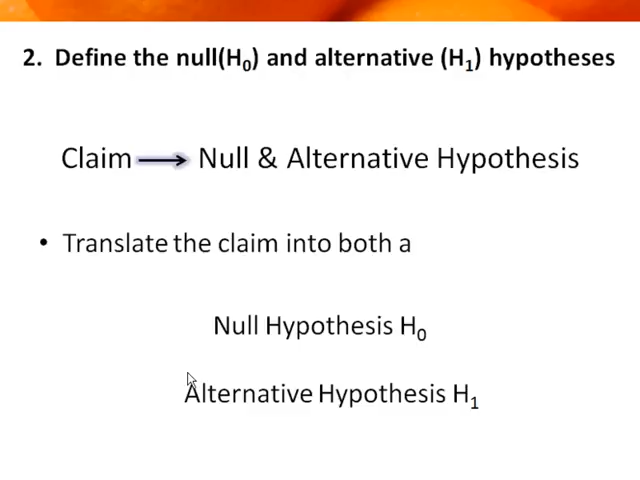 2. Define the null(H₀) and alternative (H₁) hypotheses
Claim → Null & Alternative Hypothesis
• Translate the claim into both a
Null Hypothesis H₀
Alternative Hypothesis H₁